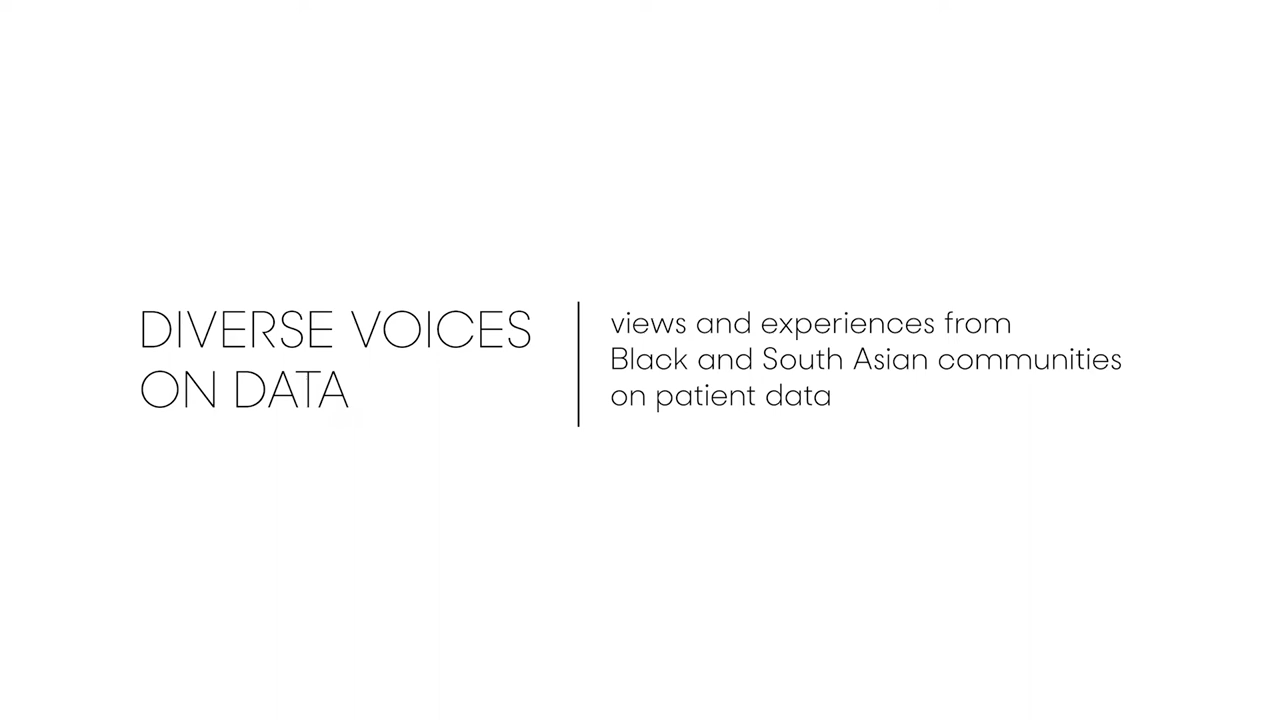 DIVERSE VOICES
ON DATA
views and experiences from
Black and South Asian communities
on patient data